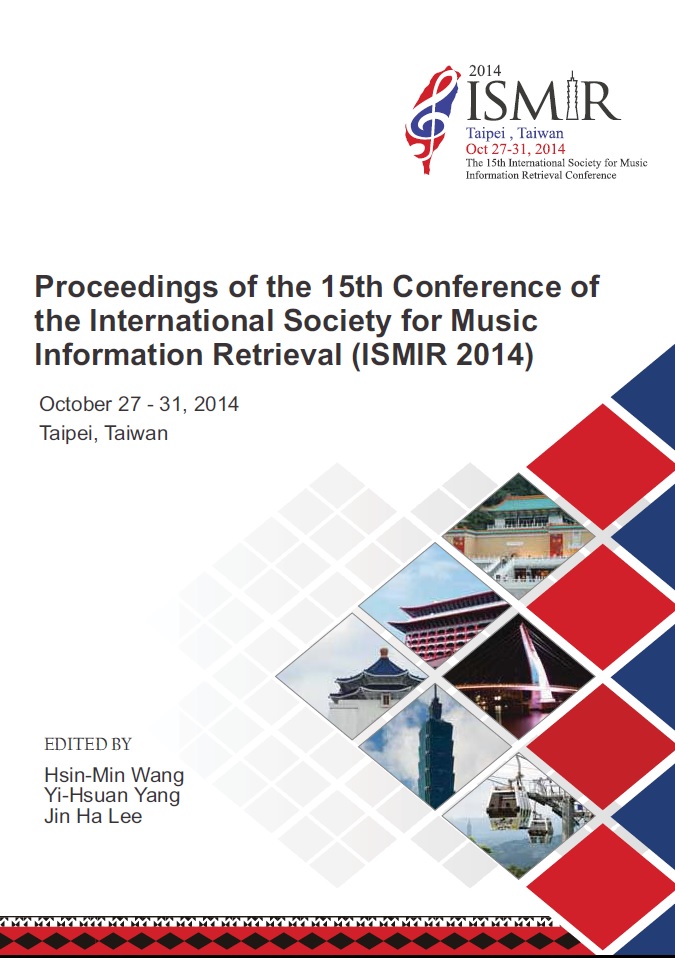 2014
ISMIR
Taipei , Taiwan
Oct 27-31, 2014
The 15th International Society for Music
Information Retrieval Conference
Proceedings of the 15th Conference of
the International Society for Music
Information Retrieval (ISMIR 2014)
October 27 - 31, 2014
Taipei, Taiwan
EDITED BY
Hsin-Min Wang
Yi-Hsuan Yang
Jin Ha Lee